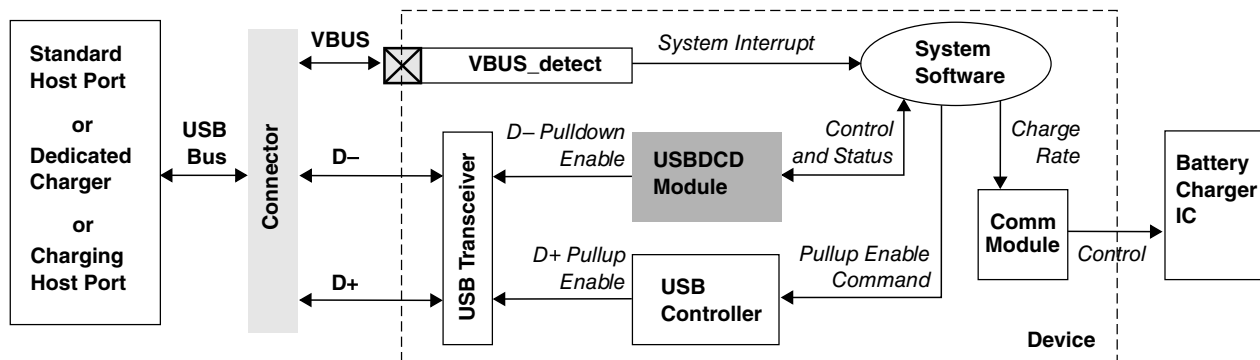 Standard
Host Port
or
Dedicated
Charger
or
Charging
Host Port
USB
Bus
Connector
VBUS
D–
D+
VBUS_detect
System Interrupt
System
Software
USB Transceiver
D– Pulldown
Enable
USBDCD
Module
Control
and Status
Charge
Rate
D+ Pullup
Enable
USB
Controller
Pullup Enable
Command
Comm
Module
Control
Battery
Charger
IC
Device